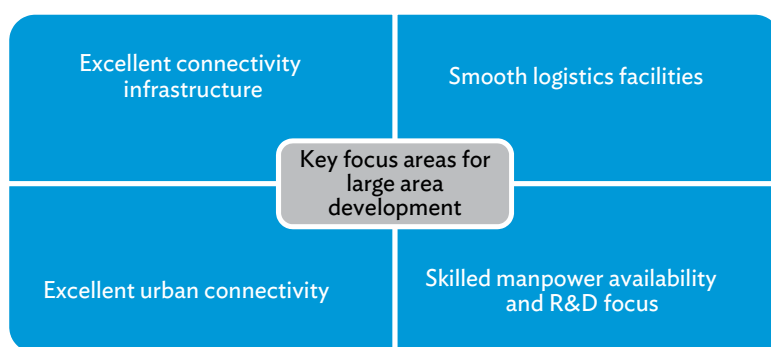 Excellent connectivity
infrastructure
Smooth logistics facilities
Key focus areas for
large area
development
Excellent urban connectivity
Skilled manpower availability
and R&D focus